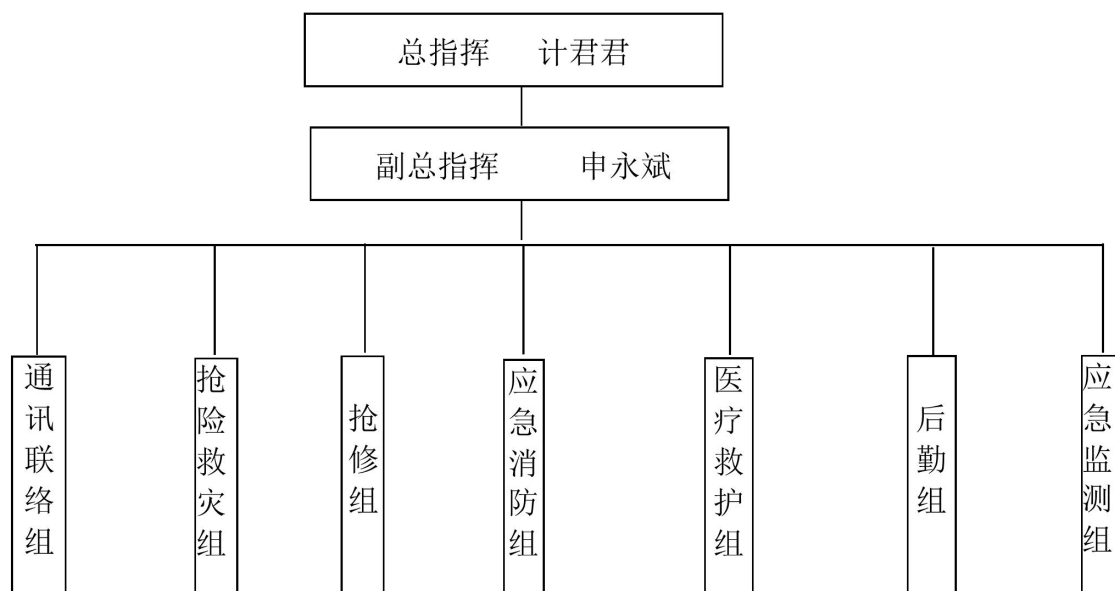 总指挥 计君君
副总指挥 申永斌
通讯联络组
抢险救灾组
抢修组
应急消防组
医疗救护组
后勤组
应急监测组